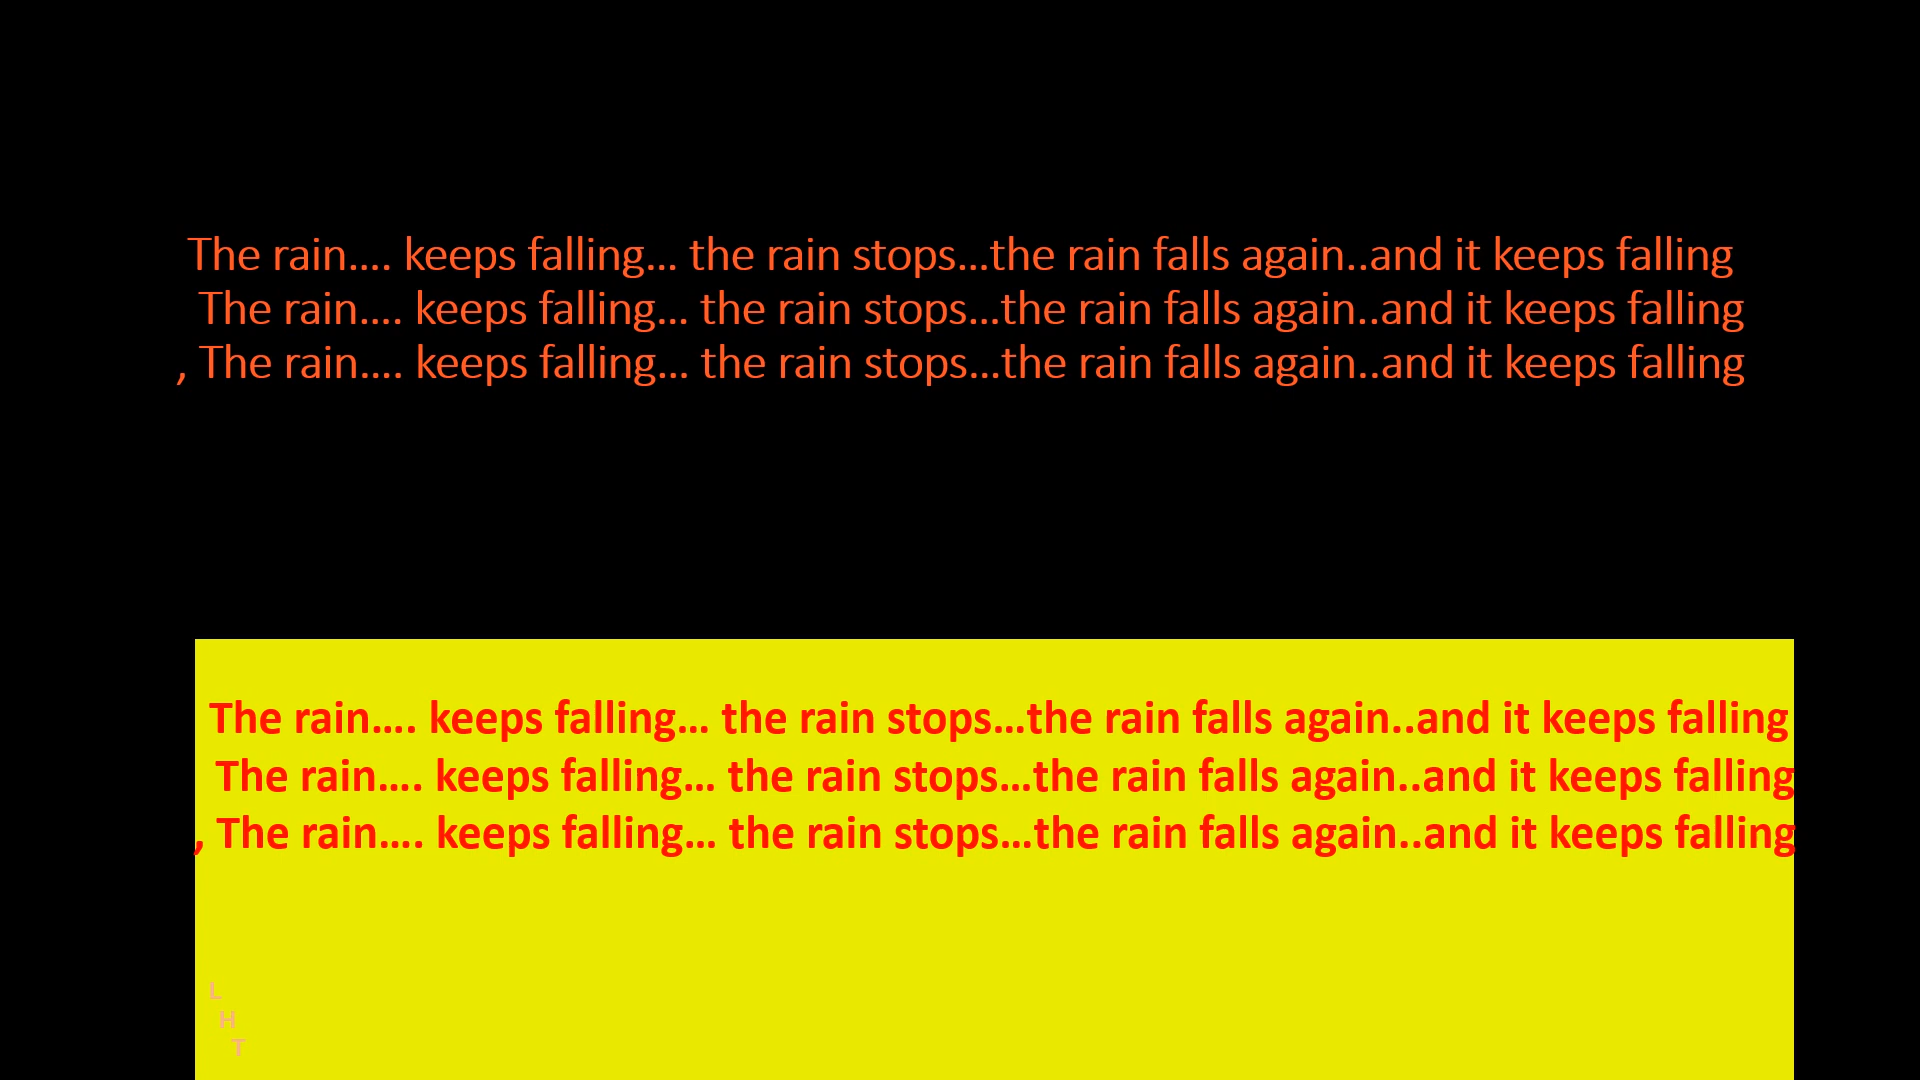 The rain.... keeps falling... the rain stops...the rain falls again..and it keeps falling
The rain.... keeps falling... the rain stops...the rain falls again..and it keeps falling
, The rain.... keeps falling... the rain stops...the rain falls again..and it keeps falling
The rain.... keeps falling... the rain stops...the rain falls again..and it keeps falling
The rain.... keeps falling... the rain stops...the rain falls again..and it keeps falling
, The rain.... keeps falling... the rain stops...the rain falls again..and it keeps falling
L
H
T